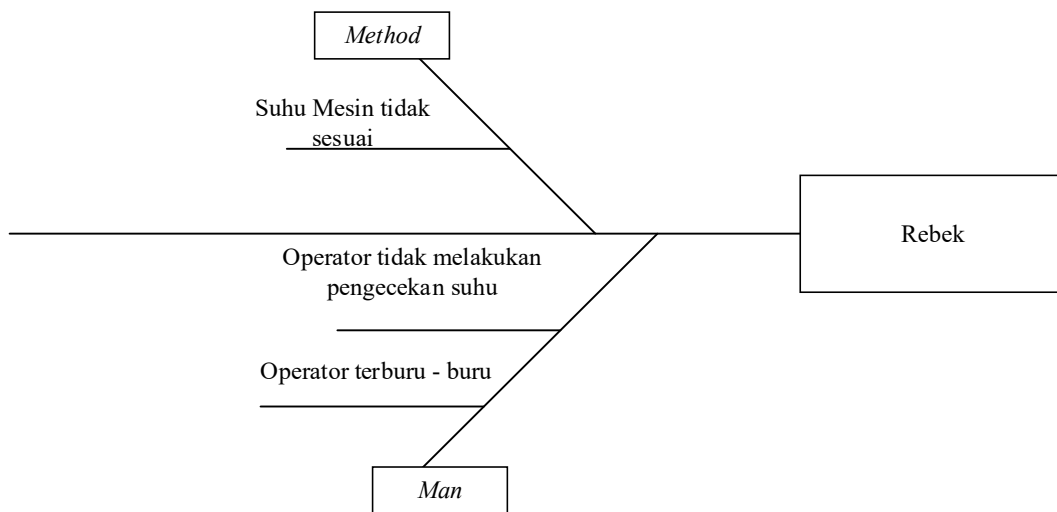 Method
Suhu Mesin tidak
sesuai
Rebek
Operator tidak melakukan
pengecekan suhu
Operator terburu - buru
Man